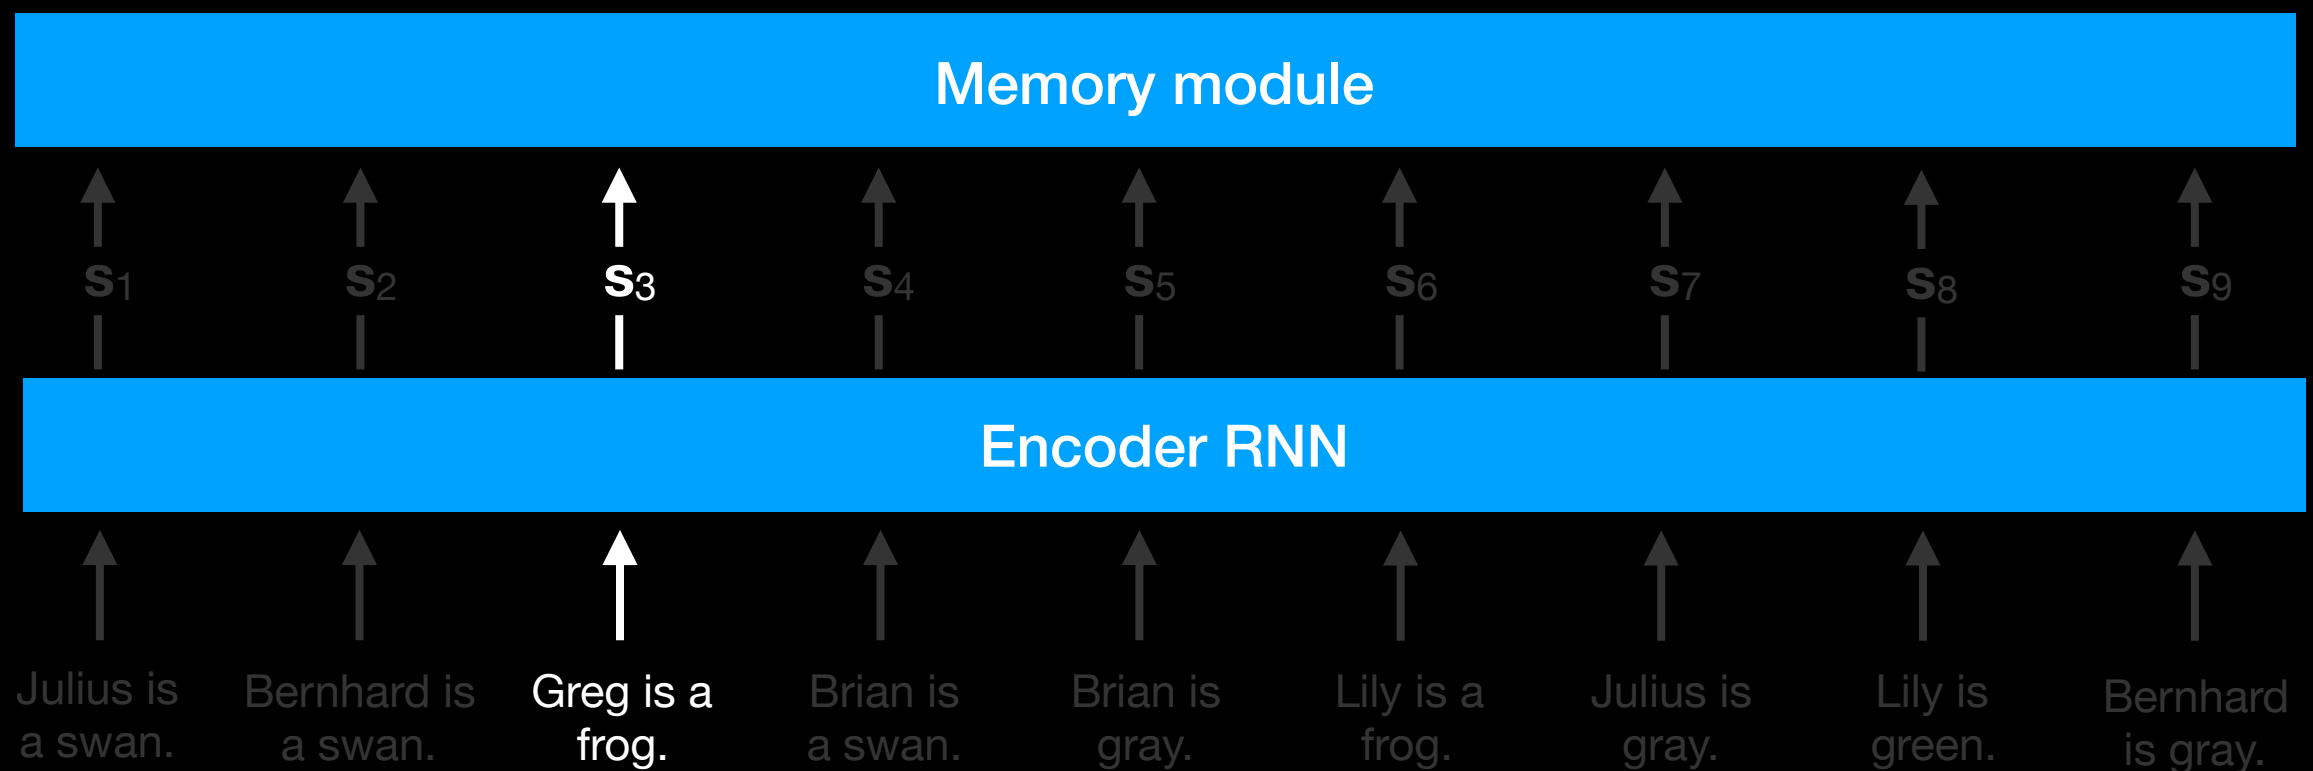 Memory module
s1 s2 s3 s4 s5 s6 s7 s8 s9
Encoder RNN
Julius is Bernhard is Greg is a Brian is Brian is Lily is a Julius is Lily is Bernhard
a swan. a swan. frog. a swan. gray. frog. gray. green. is gray.